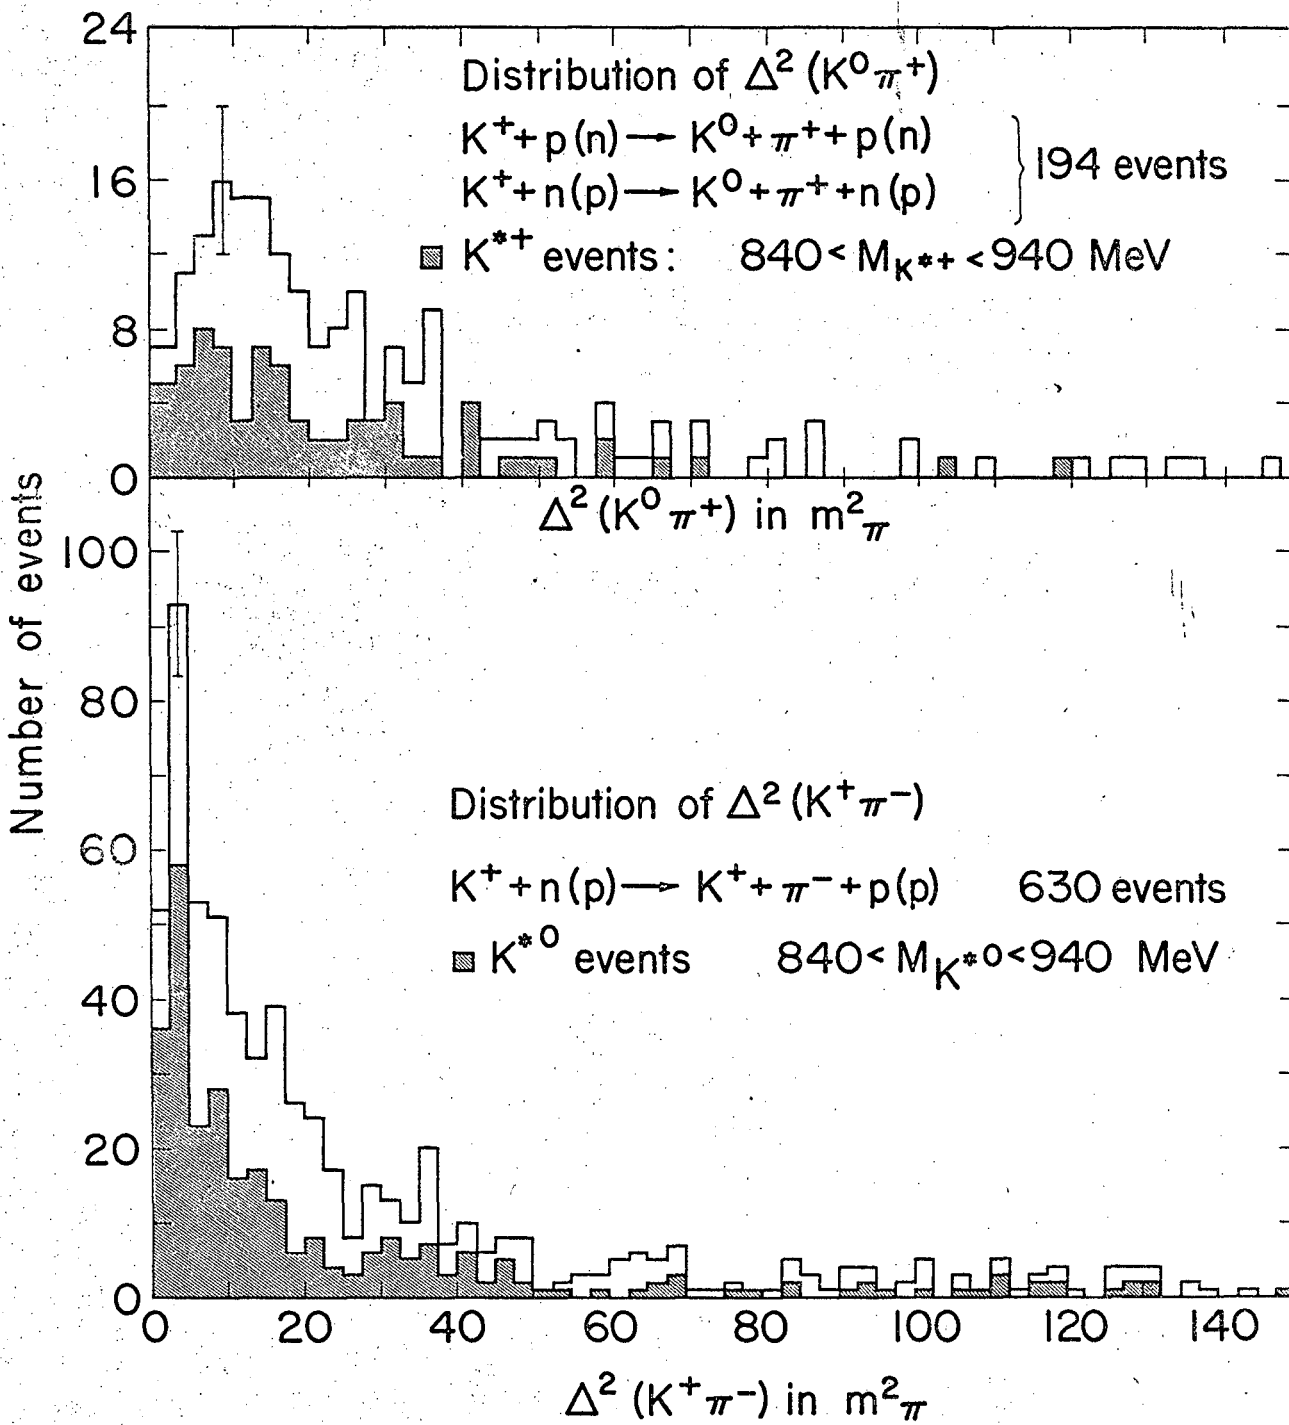 24
16
8
0
Distribution of Δ² (K⁰ π⁺)
K⁺ + p (n) → K⁰ + π⁺ + p (n)
K⁺ + n (p) → K⁰ + π⁺ + n (p)
} 194 events
K*⁺ events: 840 < M_K*⁺ < 940 MeV
Δ² (K⁰ π⁺) in m²_π
Number of events
100
80
60
40
20
0
Distribution of Δ² (K⁺ π⁻)
K⁺ + n (p) → K⁺ + π⁻ + p (p) 630 events
K*⁰ events 840 < M_K*⁰ < 940 MeV
0 20 40 60 80 100 120 140
Δ² (K⁺ π⁻) in m²_π